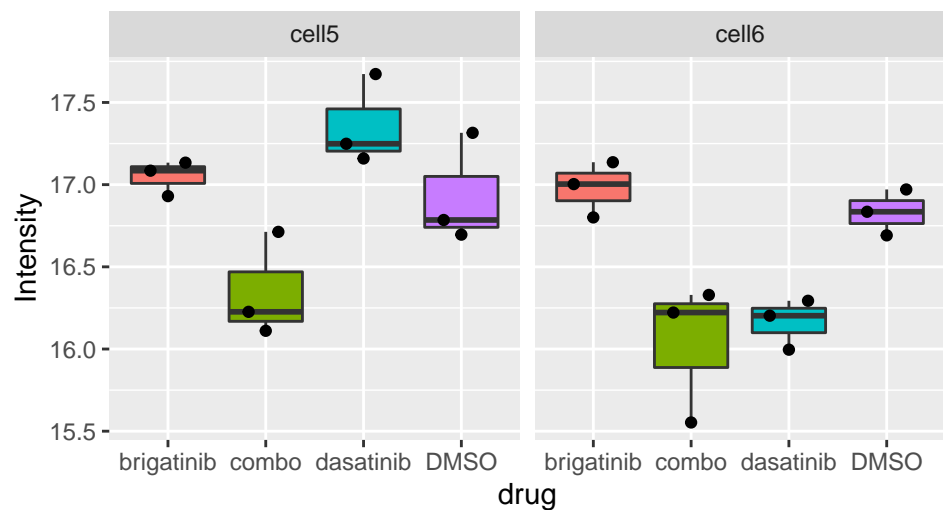 cell5 cell6
Intensity
17.5
17.0
16.5
16.0
15.5
brigatinib combo dasatinib DMSO brigatinib combo dasatinib DMSO
drug